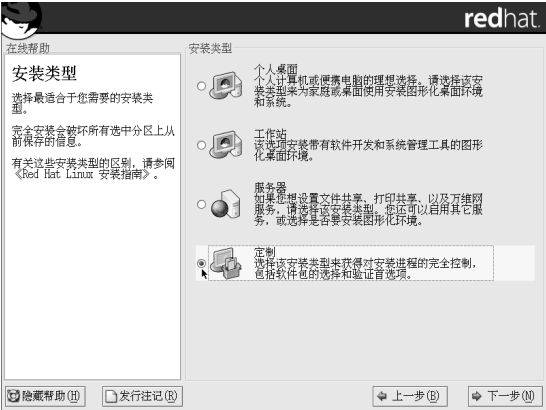 redhat.
在线帮助
安装类型
选择最适合于您需要的安装类
型。
完全安装会破坏所有选中分区上从
前保存的信息。
有关这些安装类型的区别，请参阅
《Red Hat Linux 安装指南》。
安装类型
个人桌面
个人计算机或便携电脑的理想选择。请选择该安
装类型来为家庭或桌面使用安装图形化桌面环境
和系统。
工作站
该选项安装带有软件开发和系统管理工具的图形
化桌面环境。
服务器
如果您想设置文件共享、打印共享、以及万维网
服务，请选择该安装类型。您还可以启用其它服
务，或选择是否要安装图形化环境。
定制
选择该安装类型来获得对安装进程的完全控制，
包括软件包的选择和验证首选项。
隐藏帮助(H)
发行注记(R)
上一步(B)
下一步(N)